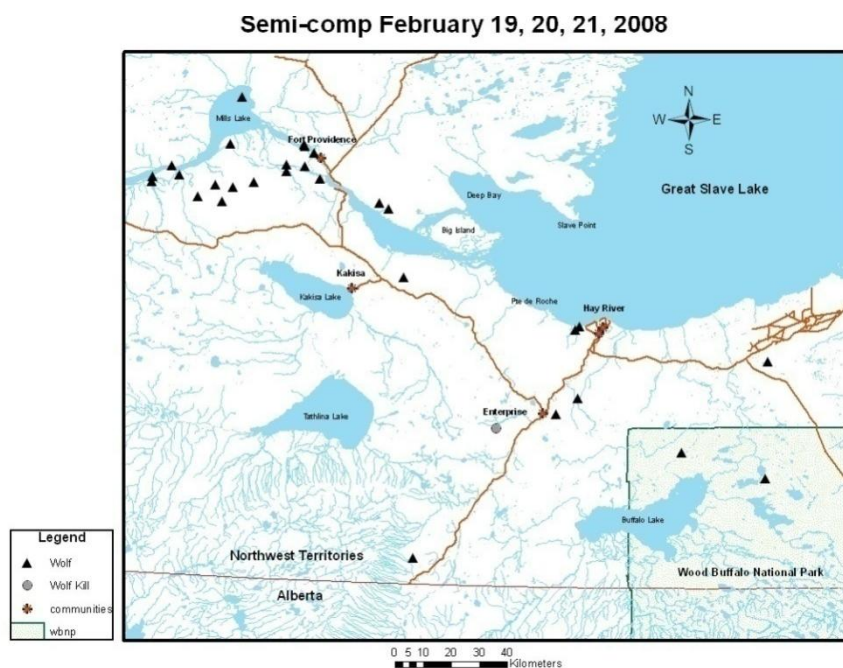 Semi-comp February 19, 20, 21, 2008
Mills Lake
Fort Providence
N
W E
S
Great Slave Lake
Deep Bay
Slave Point
Big Island
Kakisa
Kakisa Lake
Pte de Roche
Hay River
Tathlina Lake
Enterprise
Buffalo Lake
Northwest Territories
Wood Buffalo National Park
Alberta
Legend
Wolf
Wolf Kill
communities
wbnp
0 5 10 20 30 40
Kilometers